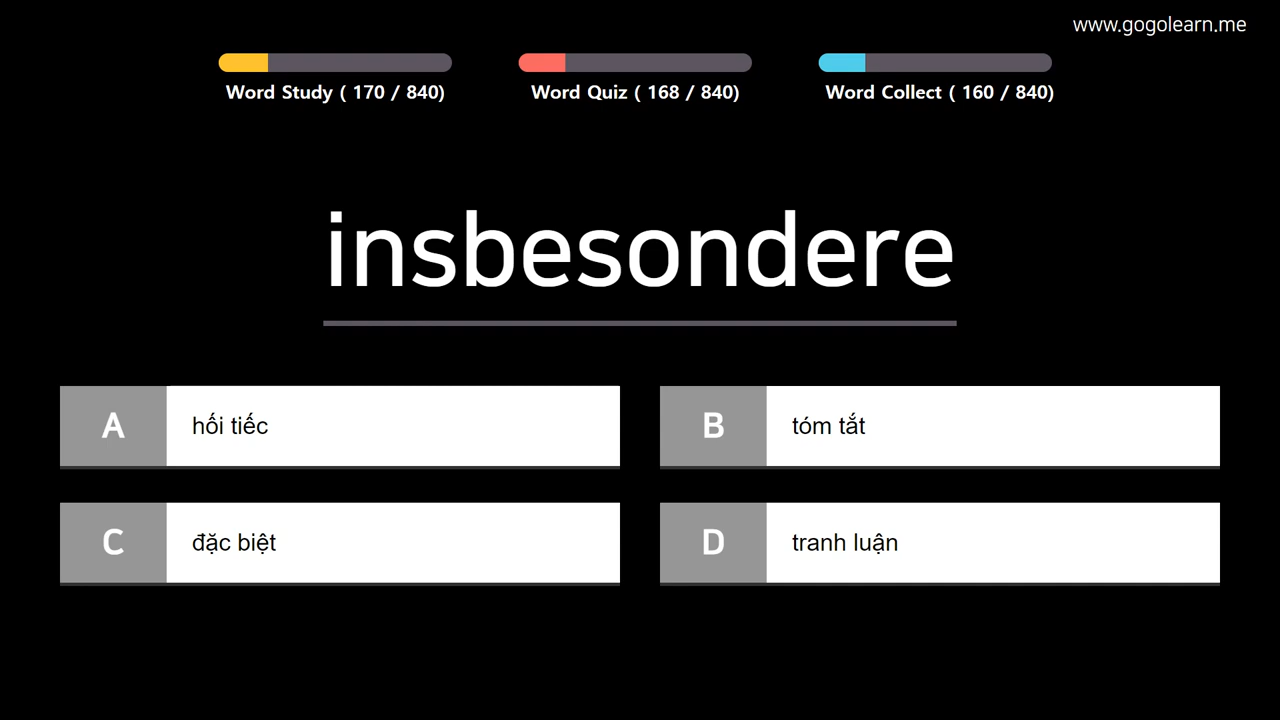 www.gogolearn.me
Word Study ( 170 / 840)
Word Quiz ( 168 / 840)
Word Collect ( 160 / 840)
insbesondere
A hối tiếc
B tóm tắt
C đặc biệt
D tranh luận